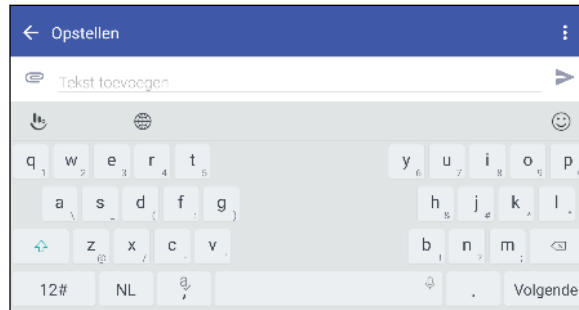 Opstellen
Tekst toevoegen
q 1 w 2 e 3 r 4 t 5 y 6 u 7 i 8 o 9 p
a \ s _ d ( f : g ) h & j # k ^ l
z @ x / c - v ' b ! n ? m ;
12# NL a, . Volgende